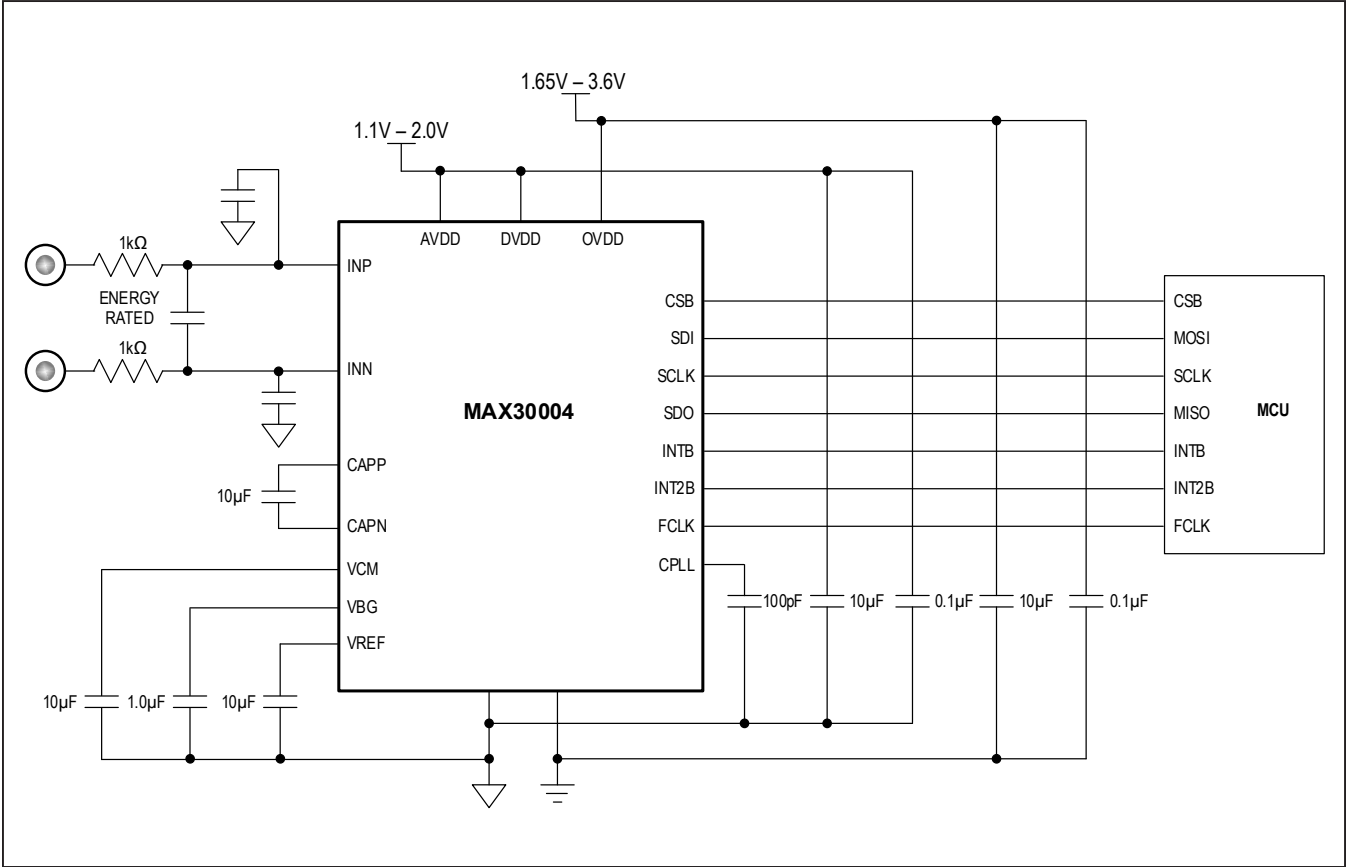 1.65V – 3.6V
1.1V – 2.0V
AVDD
DVDD
OVDD
1kΩ
INP
ENERGY
RATED
1kΩ
INN
MAX30004
CAPP
10µF
CAPN
VCM
VBG
VREF
10µF
1.0µF
10µF
CSB
SDI
SCLK
SDO
INTB
INT2B
FCLK
CPLL
100pF
10µF
0.1µF
10µF
0.1µF
CSB
MOSI
SCLK
MISO
MCU
INTB
INT2B
FCLK